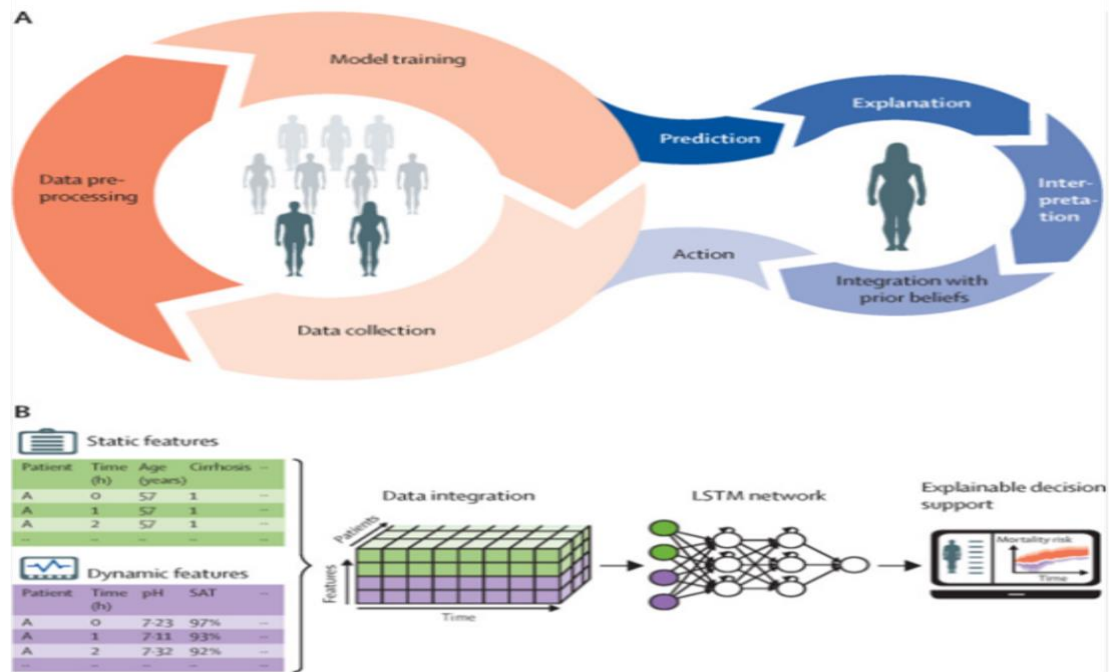 A
Model training
Data pre-
processing
Data collection
Prediction
Explanation
Inter-
preta-
tion
Integration with
prior beliefs
Action
B
Static features
Patient Time Age Cirrhosis --
(h) (years)
A 0 57 1 --
A 1 57 1 --
A 2 57 1 --
-- -- -- -- --
Dynamic features
Patient Time pH SAT --
(h)
A 0 7·23 97% --
A 1 7·11 93% --
A 2 7·32 92% --
-- -- -- -- --
Data integration
Patients
Features
Time
LSTM network
Explainable decision
support
Mortality risk
Time